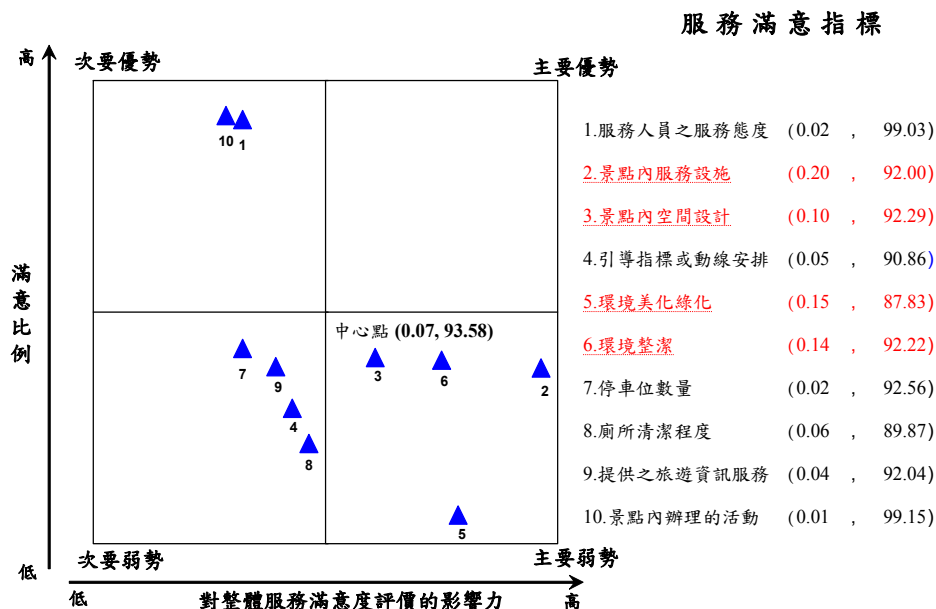 服務滿意指標
高
次要優勢
主要優勢
10
1
1.服務人員之服務態度 (0.02 , 99.03)
2.景點內服務設施 (0.20 , 92.00)
3.景點內空間設計 (0.10 , 92.29)
4.引導指標或動線安排 (0.05 , 90.86)
5.環境美化綠化 (0.15 , 87.83)
6.環境整潔 (0.14 , 92.22)
7.停車位數量 (0.02 , 92.56)
8.廁所清潔程度 (0.06 , 89.87)
9.提供之旅遊資訊服務 (0.04 , 92.04)
10.景點內辦理的活動 (0.01 , 99.15)
滿意比例
中心點 (0.07, 93.58)
7
9
3
6
2
4
8
5
次要弱勢
主要弱勢
低
低
對整體服務滿意度評價的影響力
高